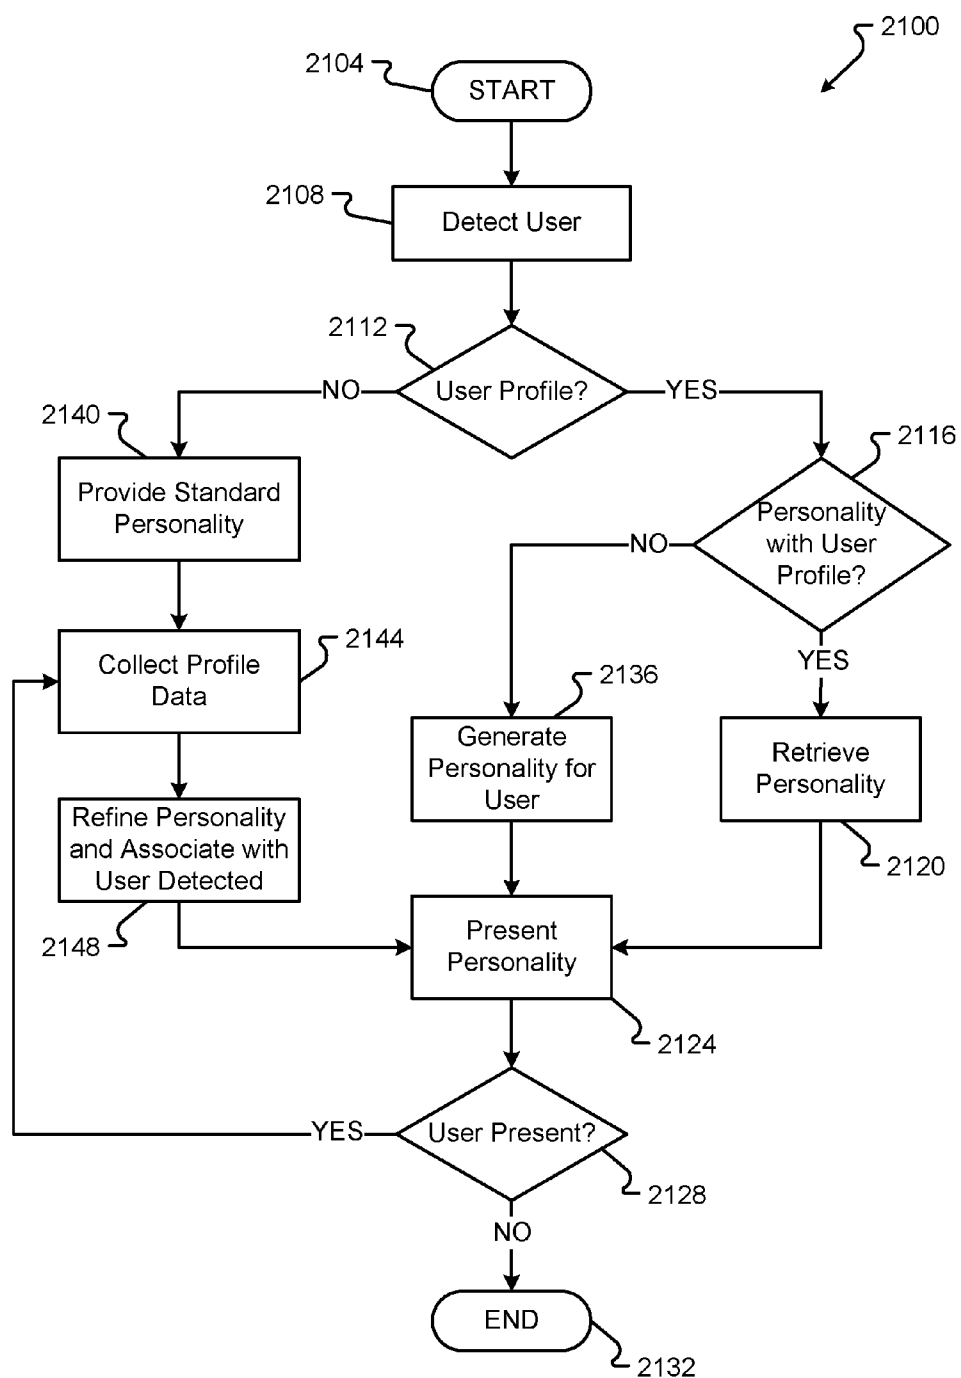 2100
2104
START
2108
Detect User
2112
User Profile?
NO
YES
2140
2116
Provide Standard
Personality
Personality
with User
Profile?
NO
YES
2144
Collect Profile
Data
2136
Generate
Personality for
User
Retrieve
Personality
Refine Personality
and Associate with
User Detected
2120
2148
Present
Personality
2124
User Present?
YES
2128
NO
END
2132